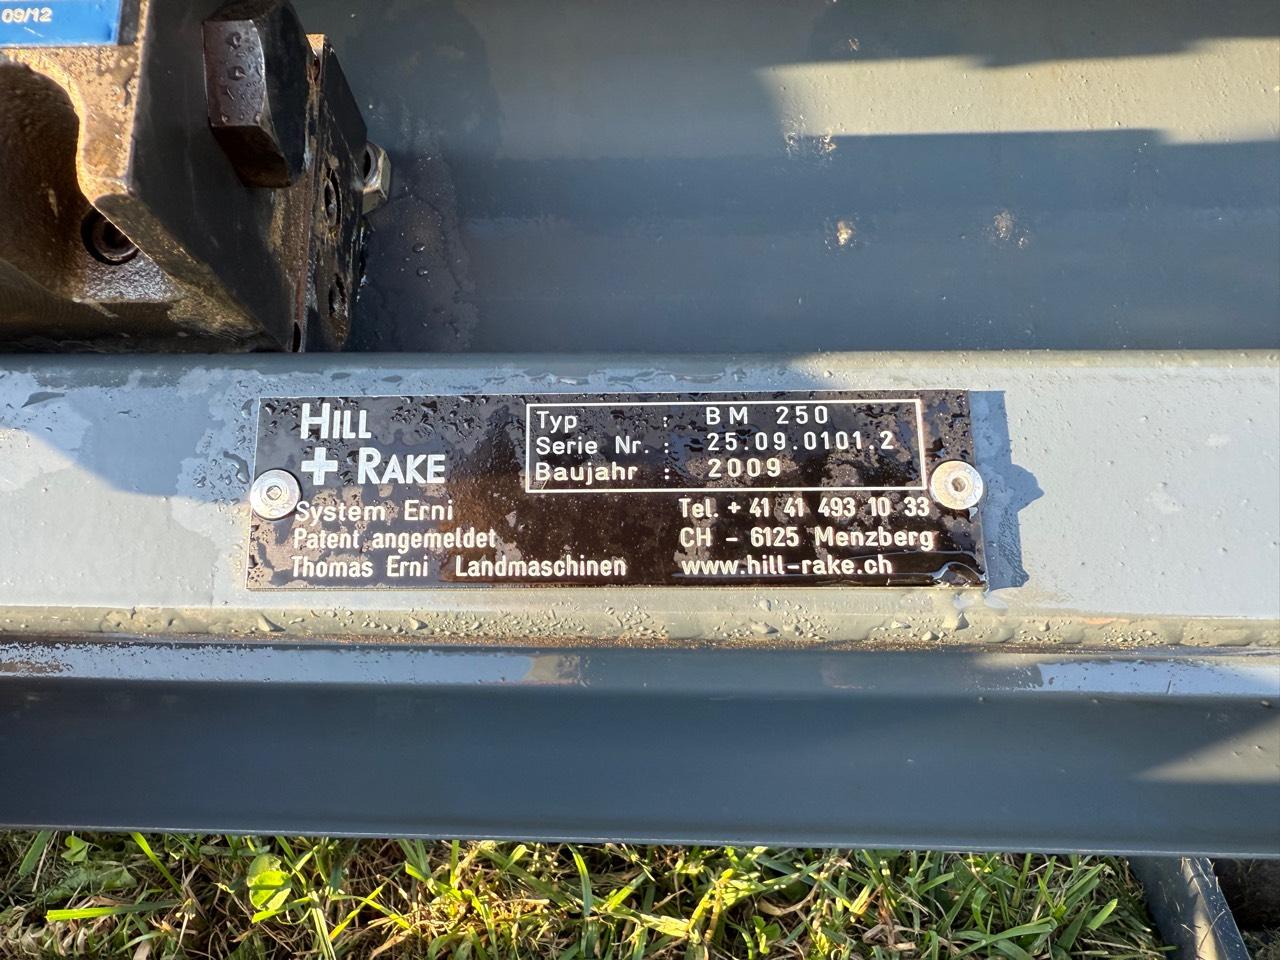 09/12
HILL
+ RAKE
Typ : BM 250
Serie Nr. : 25.09.0101.2
Baujahr : 2009
System Erni
Patent angemeldet
Thomas Erni Landmaschinen
Tel. + 41 41 493 10 33
CH - 6125 Menzberg
www.hill-rake.ch